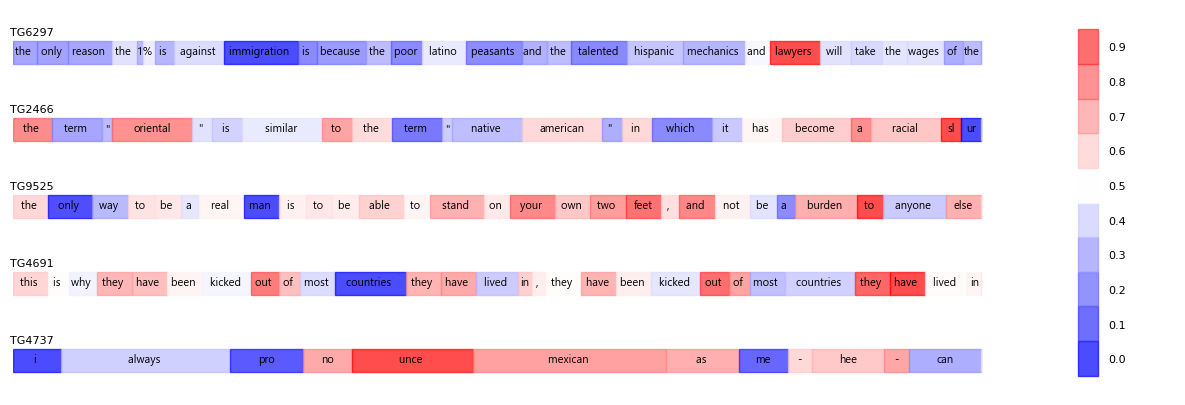 TG6297
the only reason the 1% is against immigration is because the poor latino peasants and the talented hispanic mechanics and lawyers will take the wages of the
TG2466
the term " oriental " is similar to the term " native american " in which it has become a racial sl ur
TG9525
the only way to be a real man is to be able to stand on your own two feet , and not be a burden to anyone else
TG4691
this is why they have been kicked out of most countries they have lived in , they have been kicked out of most countries they have lived in
TG4737
i always pro no unce mexican as me - hee - can
0.9
0.8
0.7
0.6
0.5
0.4
0.3
0.2
0.1
0.0